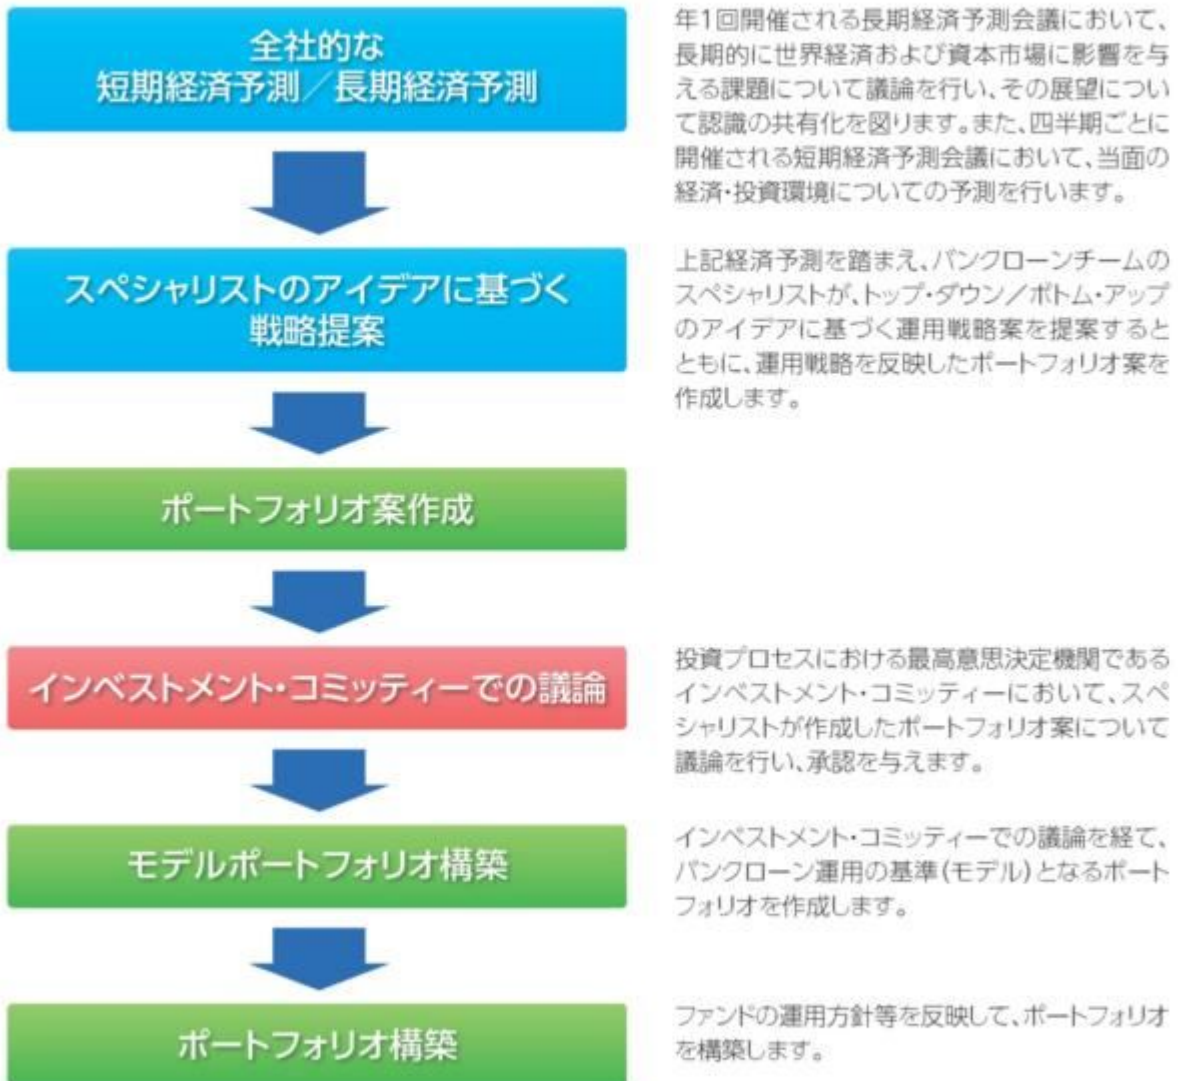 全社的な
短期経済予測／長期経済予測
年1回開催される長期経済予測会議において、
長期的に世界経済および資本市場に影響を与
える課題について議論を行い、その展望につい
て認識の共有化を図ります。また、四半期ごとに
開催される短期経済予測会議において、当面の
経済・投資環境についての予測を行います。
スペシャリストのアイデアに基づく
戦略提案
上記経済予測を踏まえ、バンクローンチームの
スペシャリストが、トップ・ダウン／ボトム・アップ
のアイデアに基づく運用戦略案を提案すると
ともに、運用戦略を反映したポートフォリオ案を
作成します。
ポートフォリオ案作成
インベストメント・コミッティーでの議論
投資プロセスにおける最高意思決定機関である
インベストメント・コミッティーにおいて、スペ
シャリストが作成したポートフォリオ案について
議論を行い、承認を与えます。
モデルポートフォリオ構築
インベストメント・コミッティーでの議論を経て、
バンクローン運用の基準(モデル)となるポート
フォリオを作成します。
ポートフォリオ構築
ファンドの運用方針等を反映して、ポートフォリオ
を構築します。